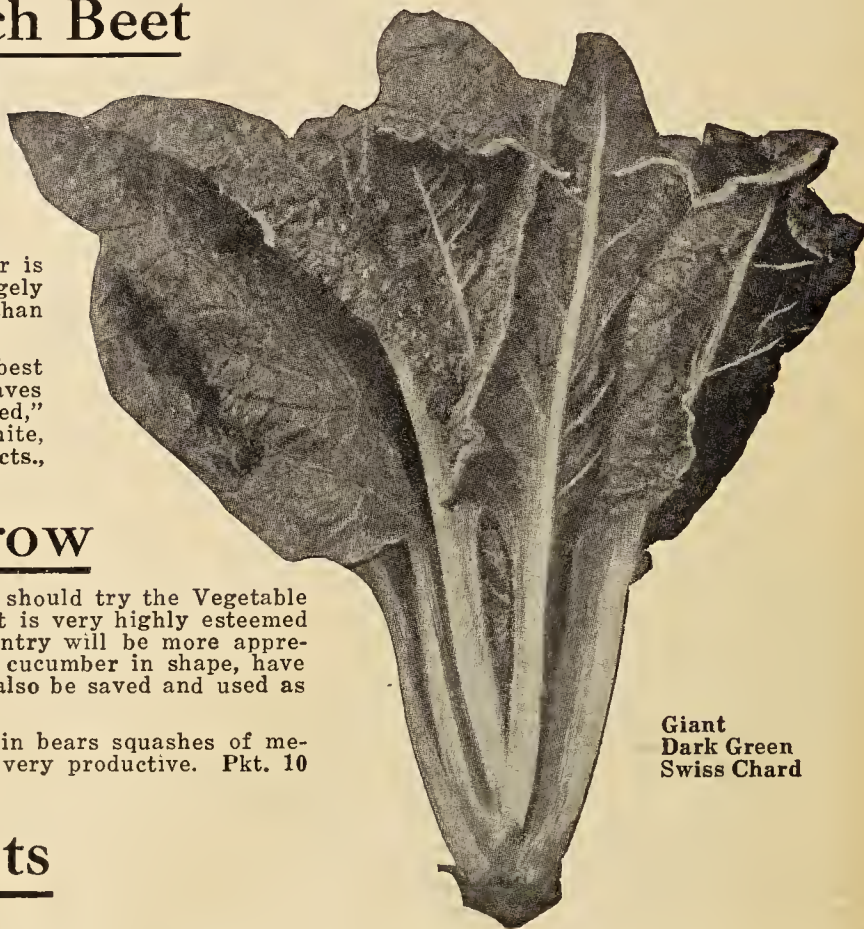 ch Beet
r is
gely
han
best
aves
ed,"
hite,
cts.,
row
should try the Vegetable
t is very highly esteemed
ntry will be more appre-
cucumber in shape, have
also be saved and used as
in bears squashes of me-
very productive. Pkt. 10
Giant
Dark Green
Swiss Chard
ts